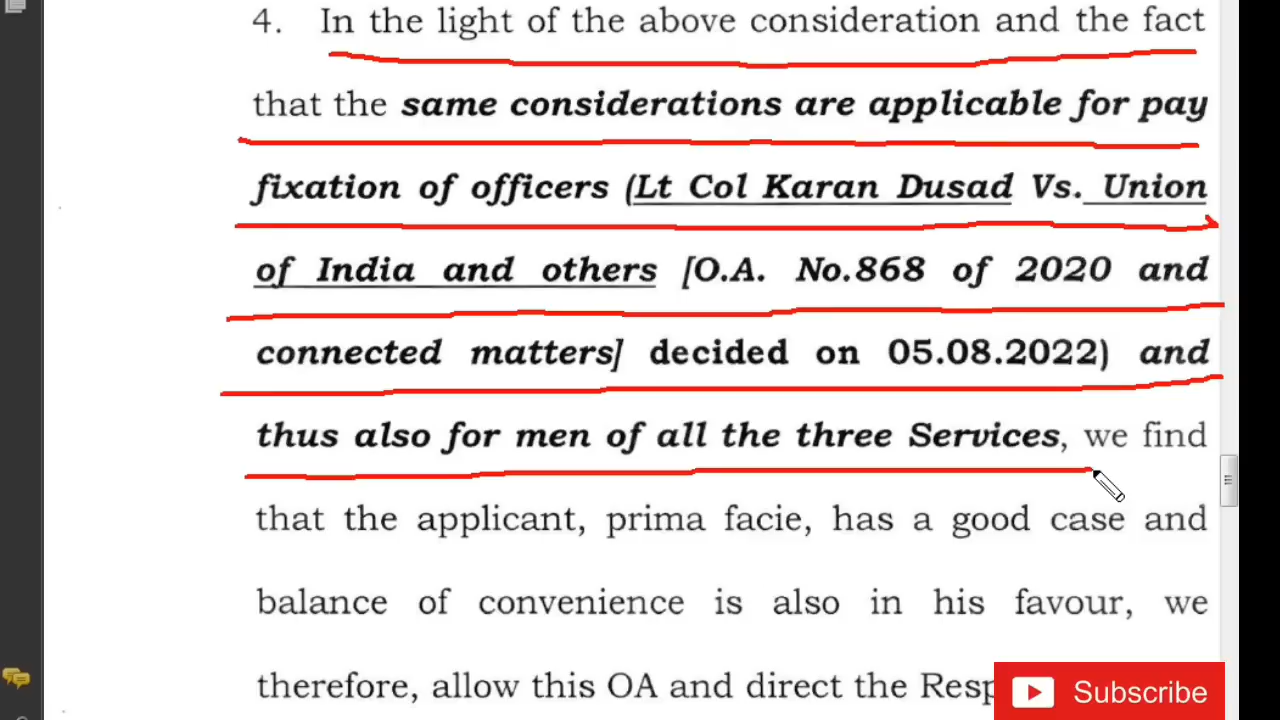 4. In the light of the above consideration and the fact
that the same considerations are applicable for pay
fixation of officers (Lt Col Karan Dusad Vs. Union
of India and others [O.A. No.868 of 2020 and
connected matters] decided on 05.08.2022) and
thus also for men of all the three Services, we find
that the applicant, prima facie, has a good case and
balance of convenience is also in his favour, we
therefore, allow this OA and direct the
Subscribe